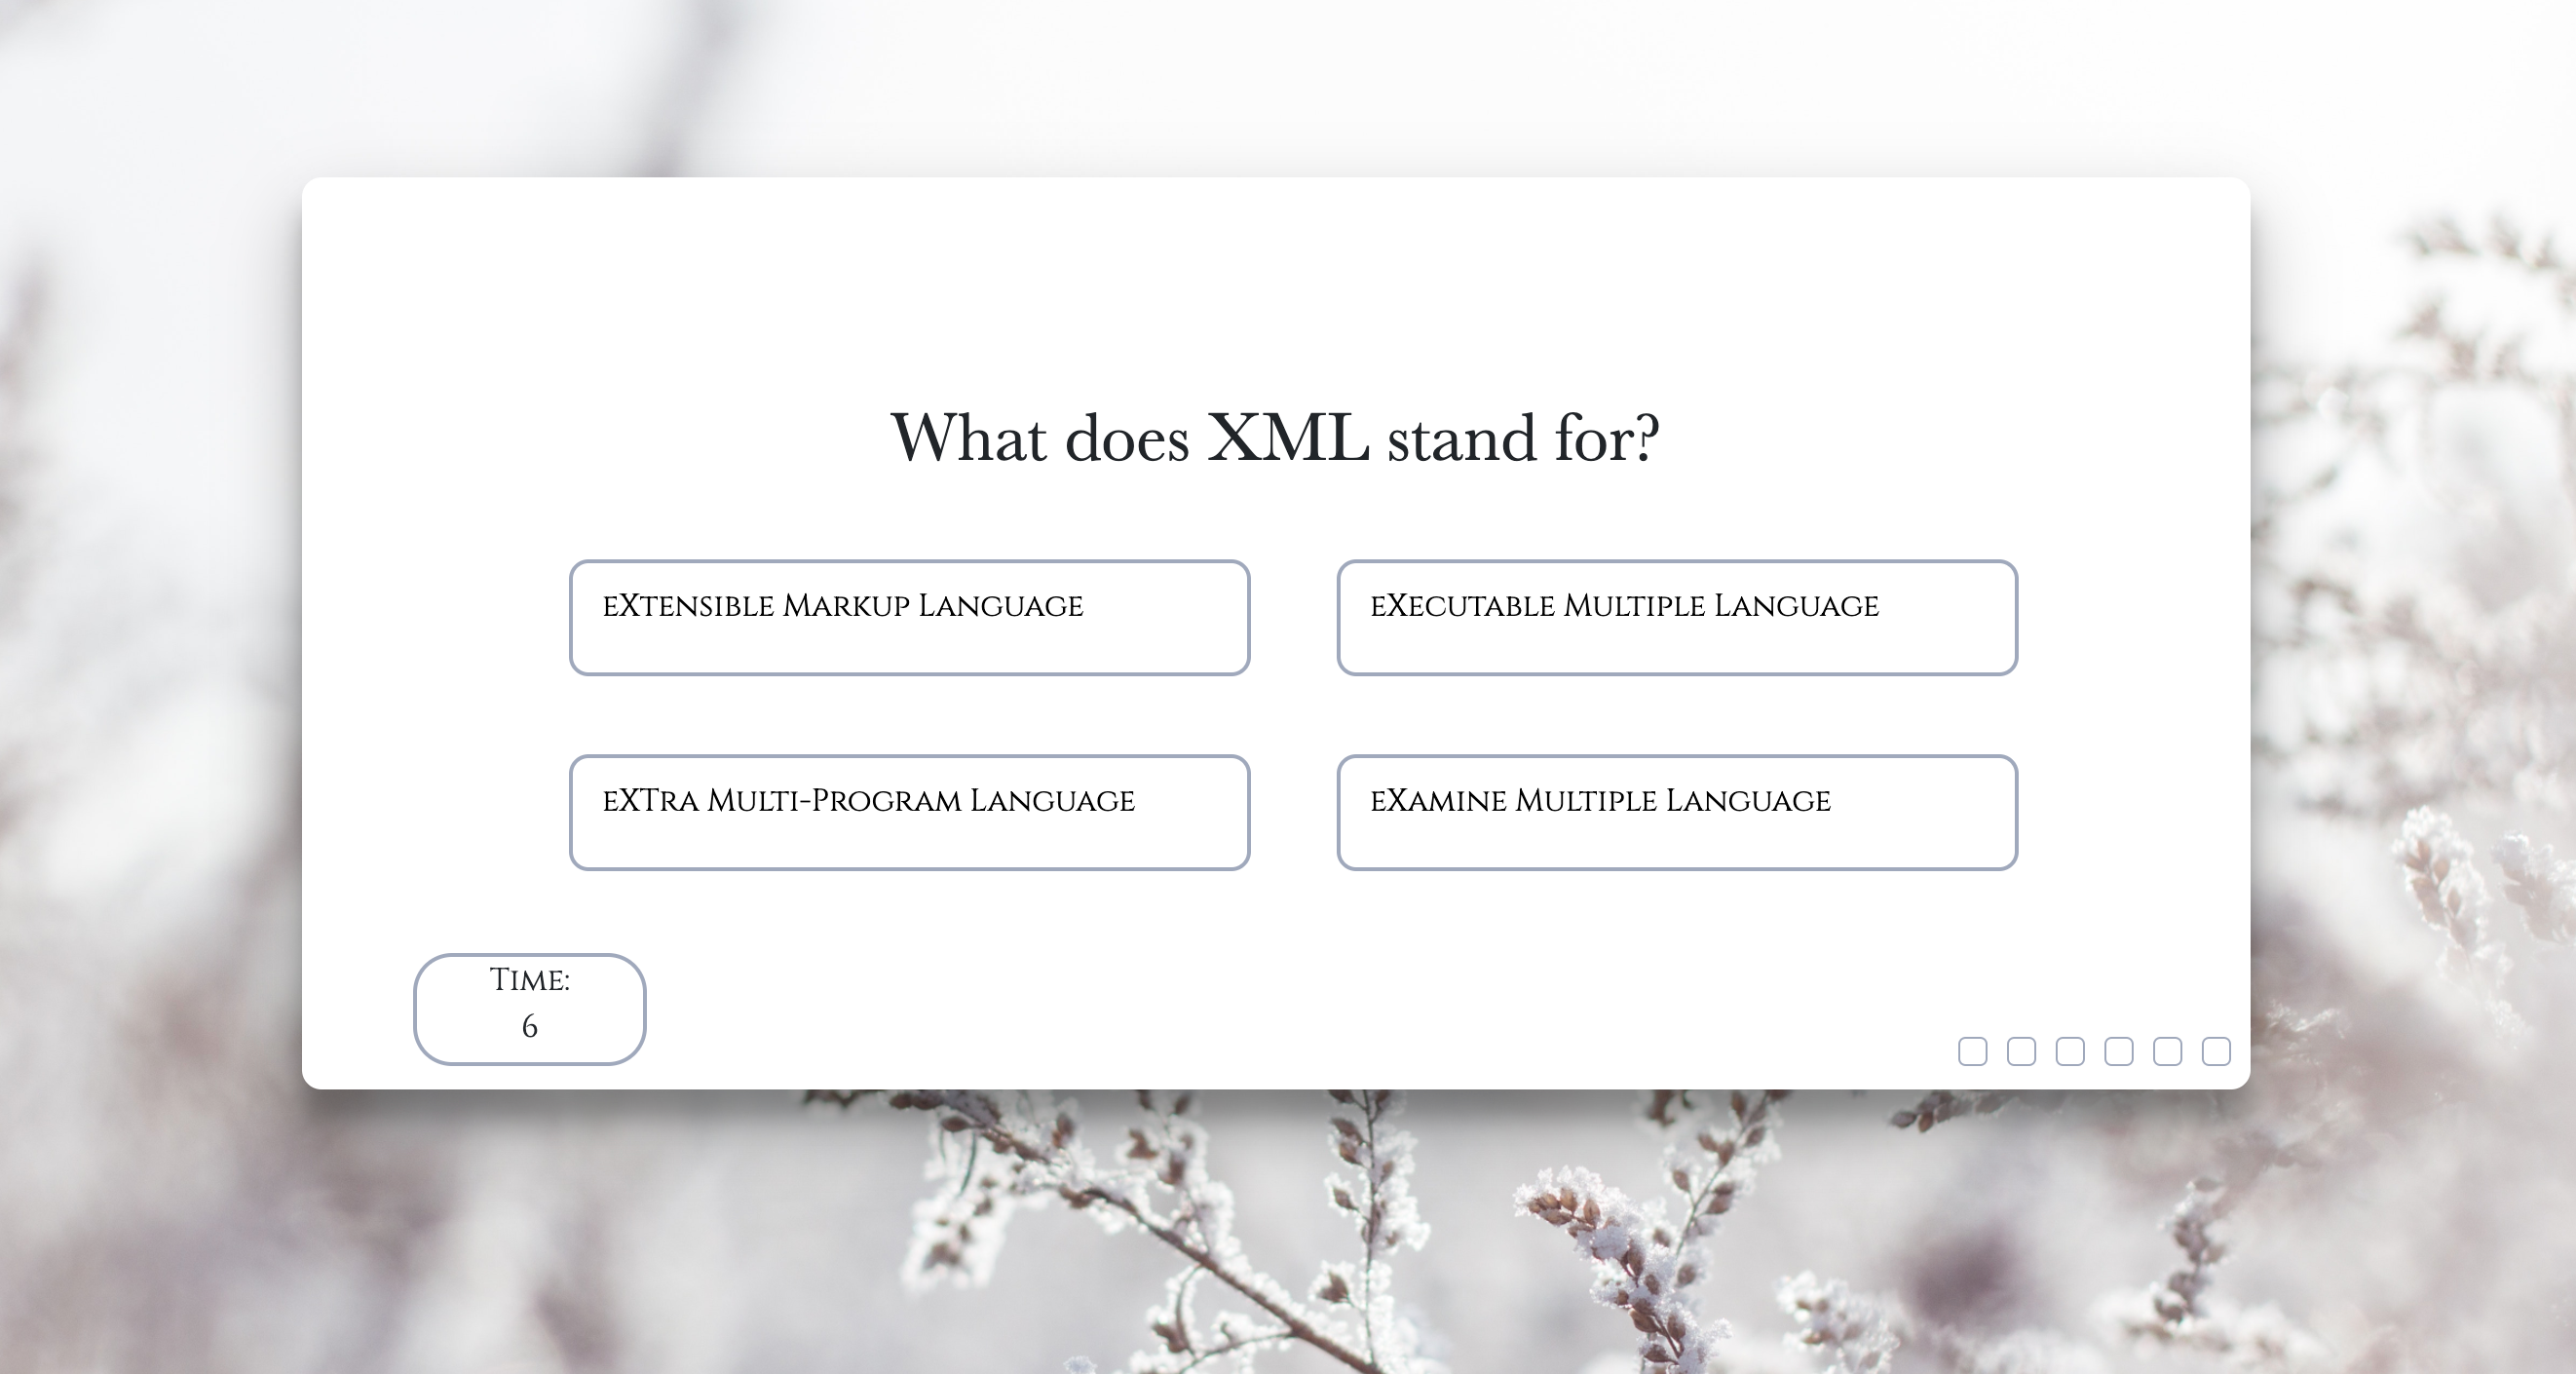 What does XML stand for?
eXtensible Markup Language
eXecutable Multiple Language
eXTra Multi-Program Language
eXamine Multiple Language
Time:
6